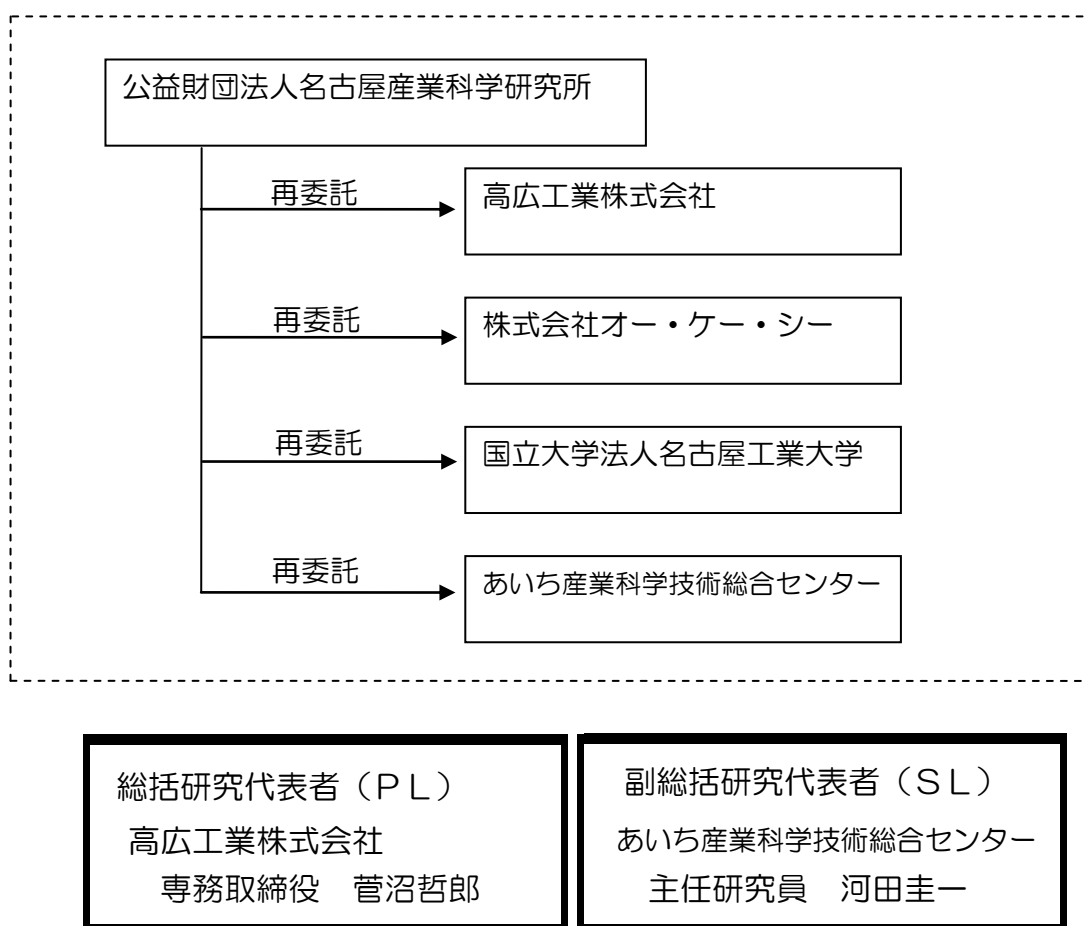 公益財団法人名古屋産業科学研究所
再委託
高広工業株式会社
再委託
株式会社オー・ケー・シー
再委託
国立大学法人名古屋工業大学
再委託
あいち産業科学技術総合センター
総括研究代表者（ＰＬ）
高広工業株式会社
専務取締役　菅沼哲郎
副総括研究代表者（ＳＬ）
あいち産業科学技術総合センター
主任研究員　河田圭一